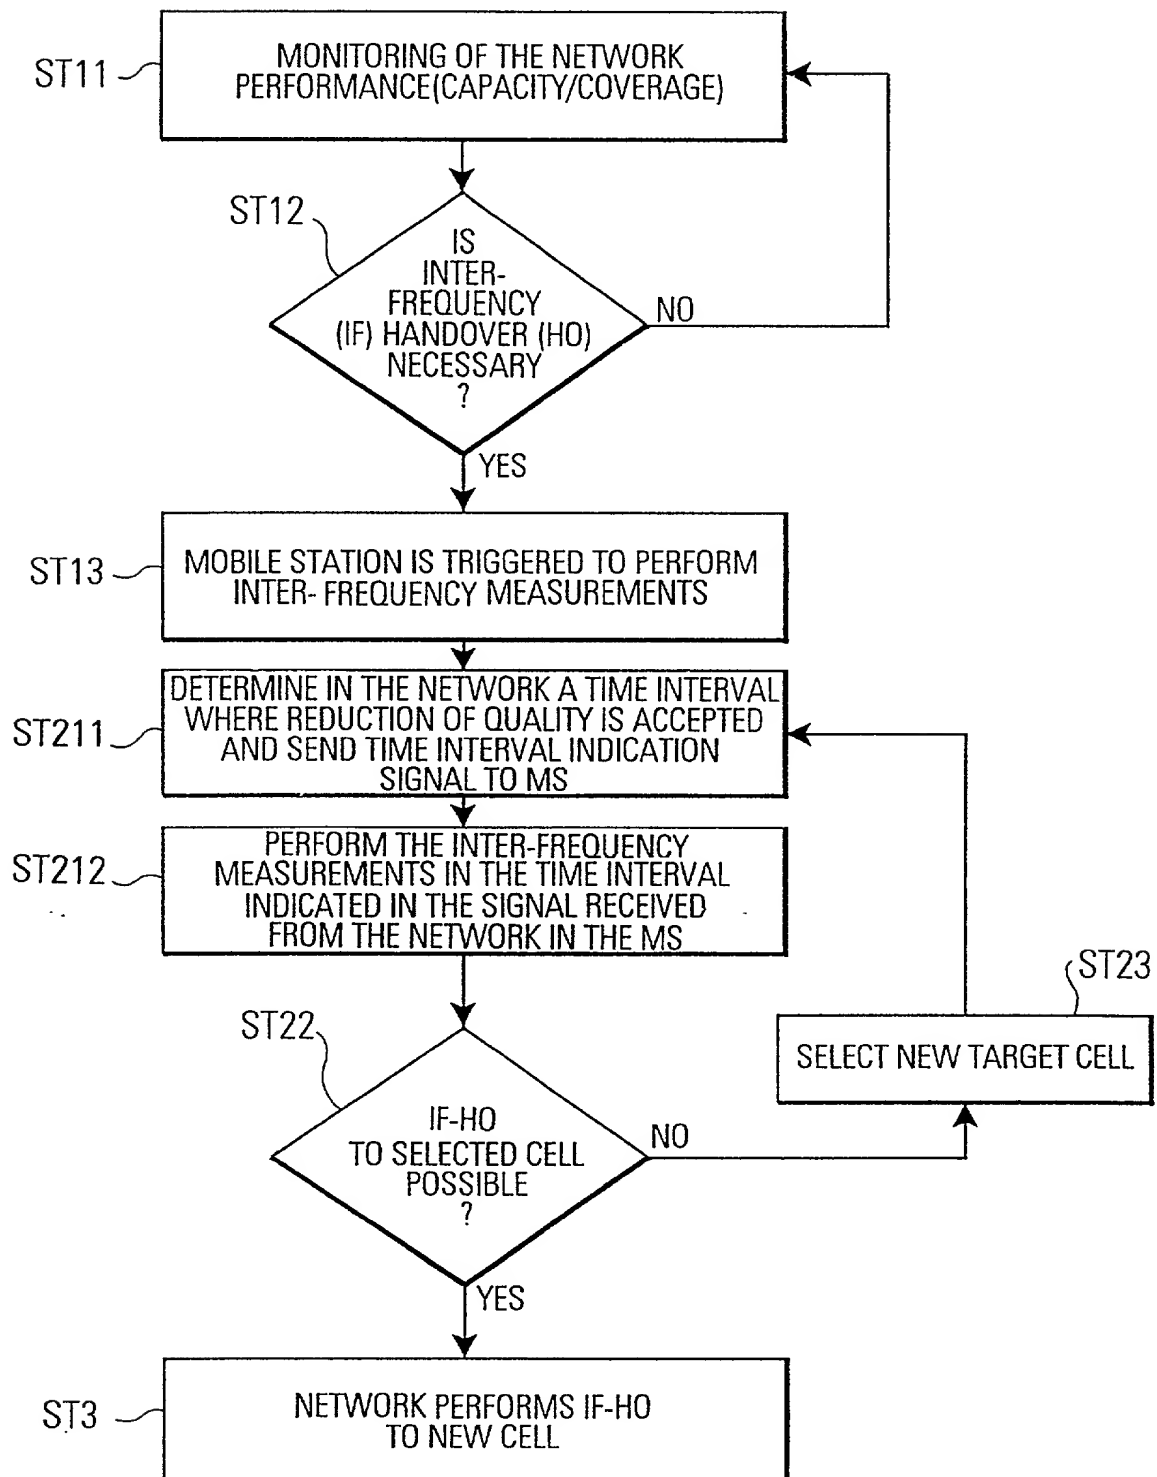 ST11
MONITORING OF THE NETWORK
PERFORMANCE(CAPACITY/COVERAGE)
ST12
IS
INTER-
FREQUENCY
(IF) HANDOVER (HO)
NECESSARY
?
NO
YES
ST13
MOBILE STATION IS TRIGGERED TO PERFORM
INTER- FREQUENCY MEASUREMENTS
ST211
DETERMINE IN THE NETWORK A TIME INTERVAL
WHERE REDUCTION OF QUALITY IS ACCEPTED
AND SEND TIME INTERVAL INDICATION
SIGNAL TO MS
ST212
PERFORM THE INTER-FREQUENCY
MEASUREMENTS IN THE TIME INTERVAL
INDICATED IN THE SIGNAL RECEIVED
FROM THE NETWORK IN THE MS
ST23
SELECT NEW TARGET CELL
ST22
IF-HO
TO SELECTED CELL
POSSIBLE
?
NO
YES
ST3
NETWORK PERFORMS IF-HO
TO NEW CELL